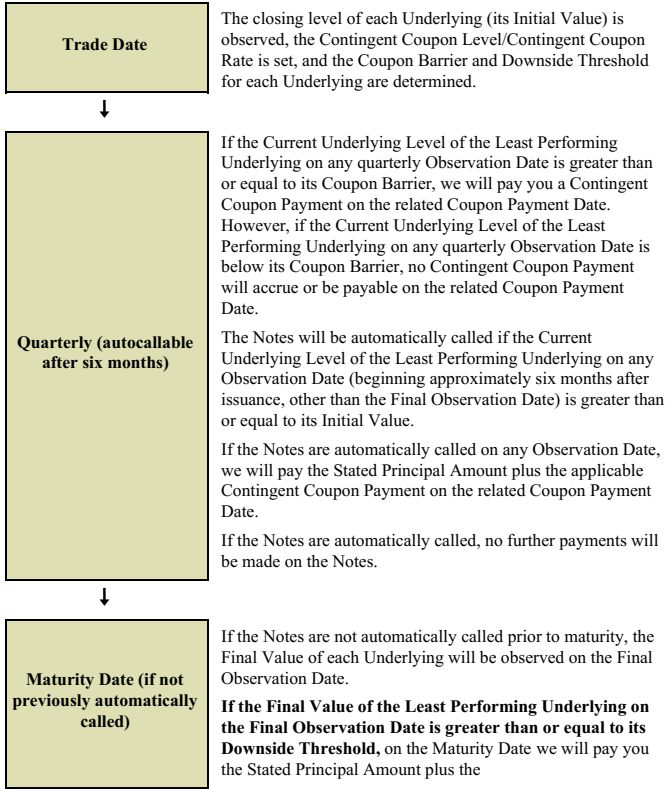 Trade Date
The closing level of each Underlying (its Initial Value) is
observed, the Contingent Coupon Level/Contingent Coupon
Rate is set, and the Coupon Barrier and Downside Threshold
for each Underlying are determined.
Quarterly (autocallable
after six months)
If the Current Underlying Level of the Least Performing
Underlying on any quarterly Observation Date is greater than
or equal to its Coupon Barrier, we will pay you a Contingent
Coupon Payment on the related Coupon Payment Date.
However, if the Current Underlying Level of the Least
Performing Underlying on any quarterly Observation Date is
below its Coupon Barrier, no Contingent Coupon Payment
will accrue or be payable on the related Coupon Payment
Date.
The Notes will be automatically called if the Current
Underlying Level of the Least Performing Underlying on any
Observation Date (beginning approximately six months after
issuance, other than the Final Observation Date) is greater than
or equal to its Initial Value.
If the Notes are automatically called on any Observation Date,
we will pay the Stated Principal Amount plus the applicable
Contingent Coupon Payment on the related Coupon Payment
Date.
If the Notes are automatically called, no further payments will
be made on the Notes.
Maturity Date (if not
previously automatically
called)
If the Notes are not automatically called prior to maturity, the
Final Value of each Underlying will be observed on the Final
Observation Date.
If the Final Value of the Least Performing Underlying on
the Final Observation Date is greater than or equal to its
Downside Threshold, on the Maturity Date we will pay you
the Stated Principal Amount plus the